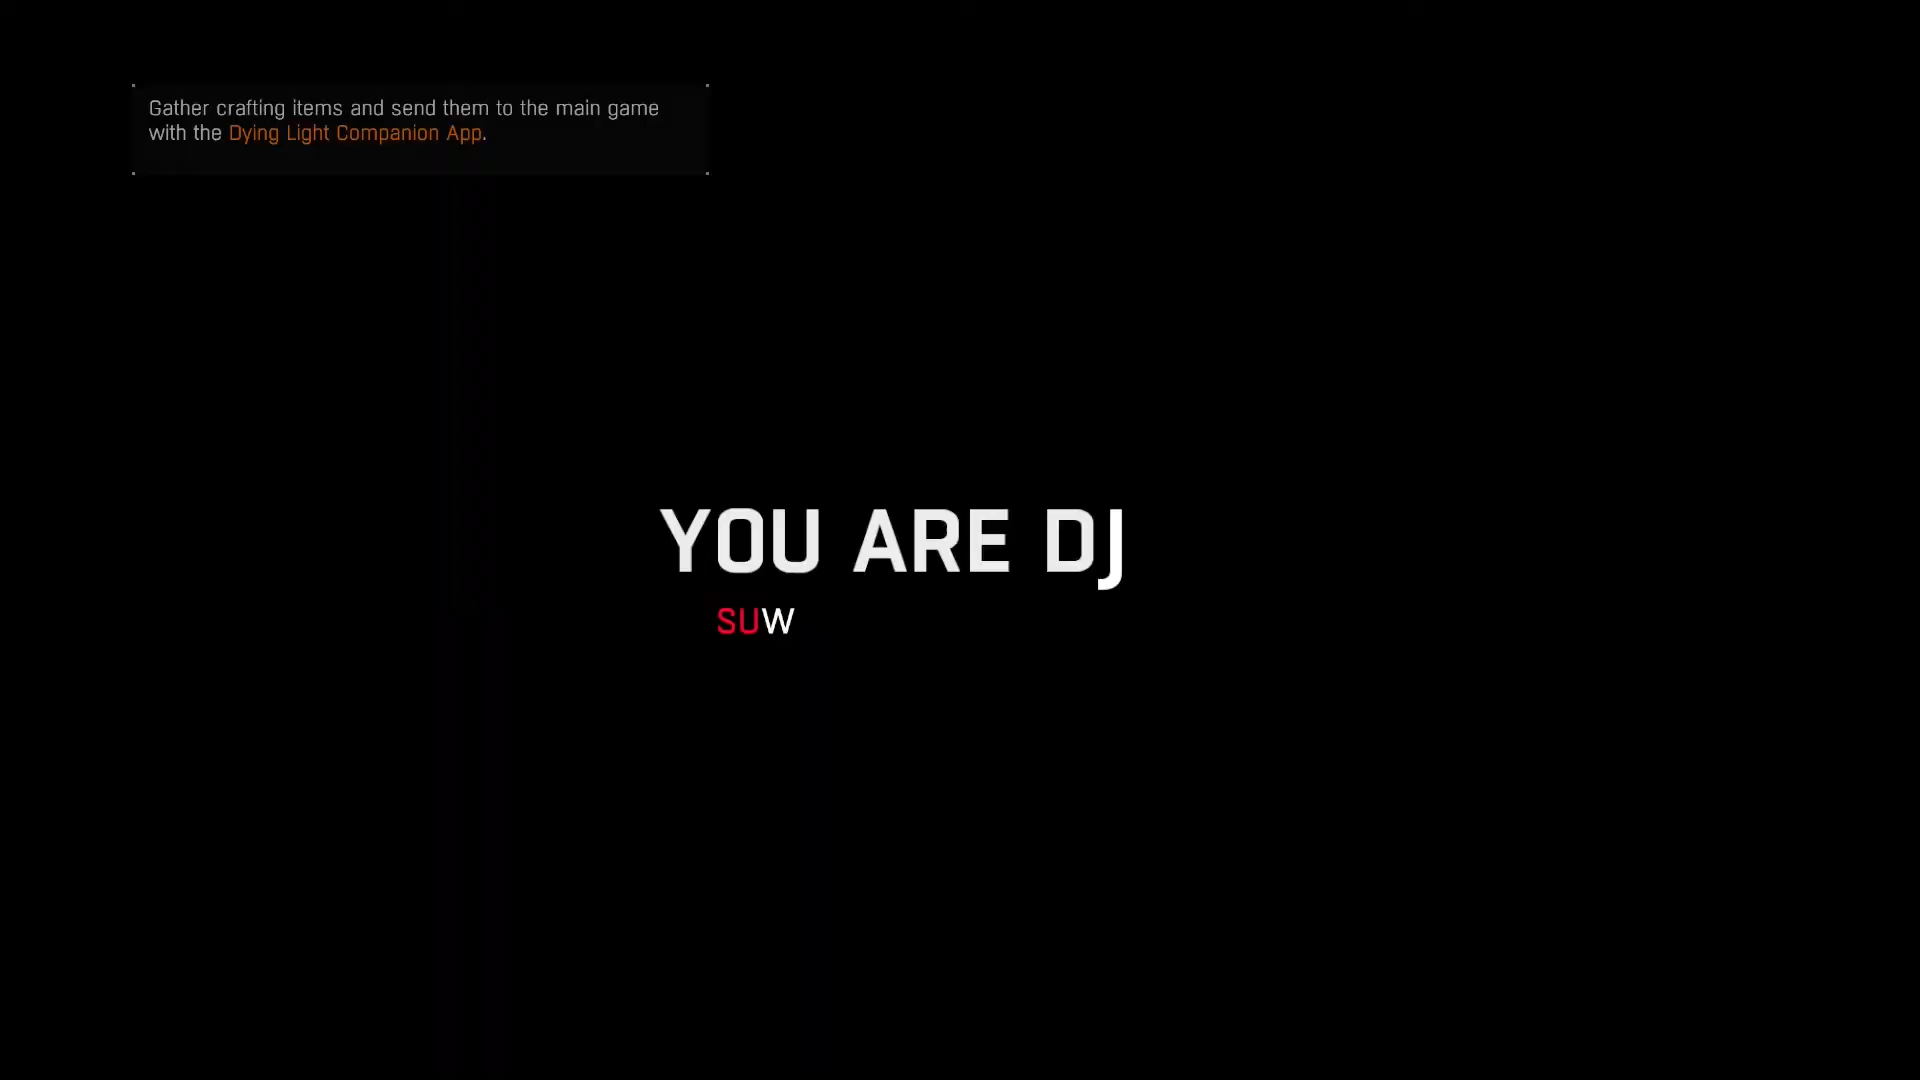 Gather crafting items and send them to the main game
with the Dying Light Companion App.
YOU ARE DJ
SUW